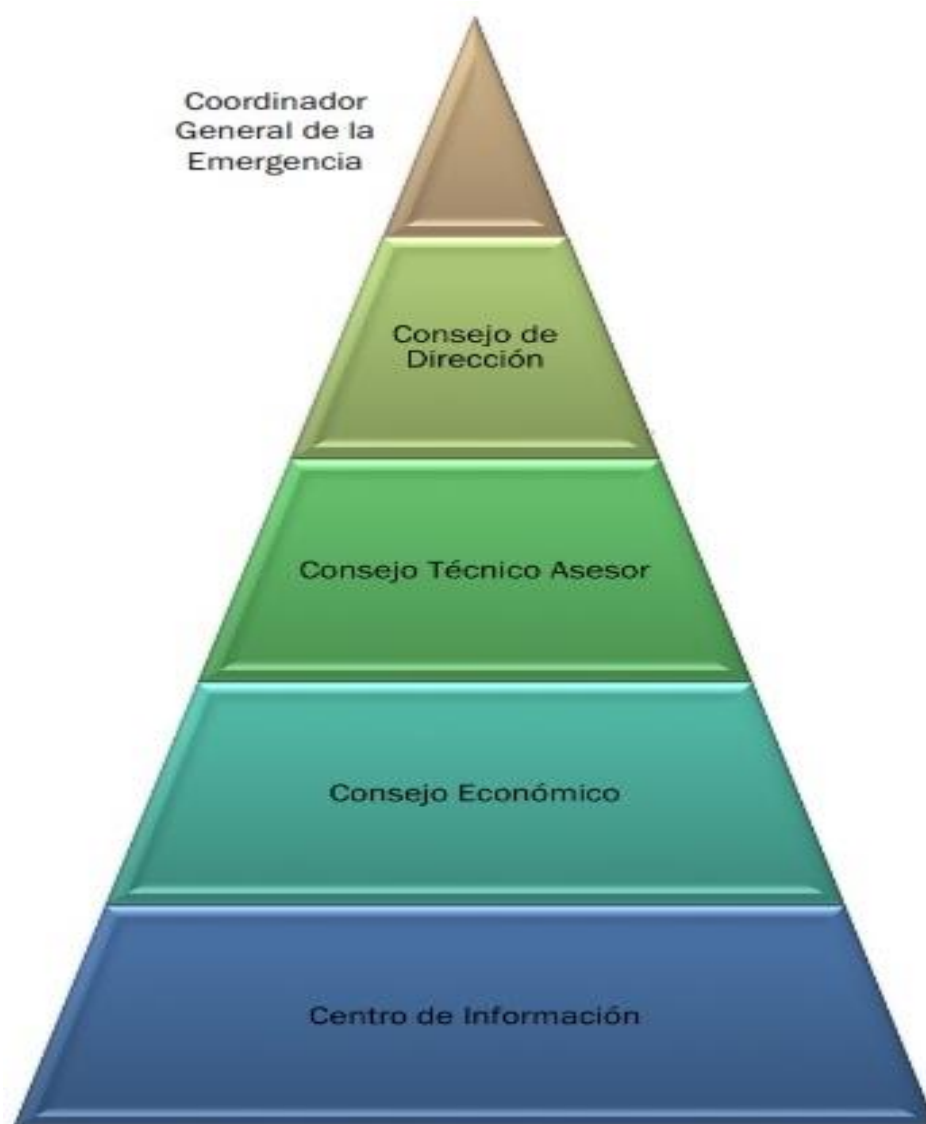 Coordinador
General de la
Emergencia
Consejo de
Dirección
Consejo Técnico Asesor
Consejo Económico
Centro de Información